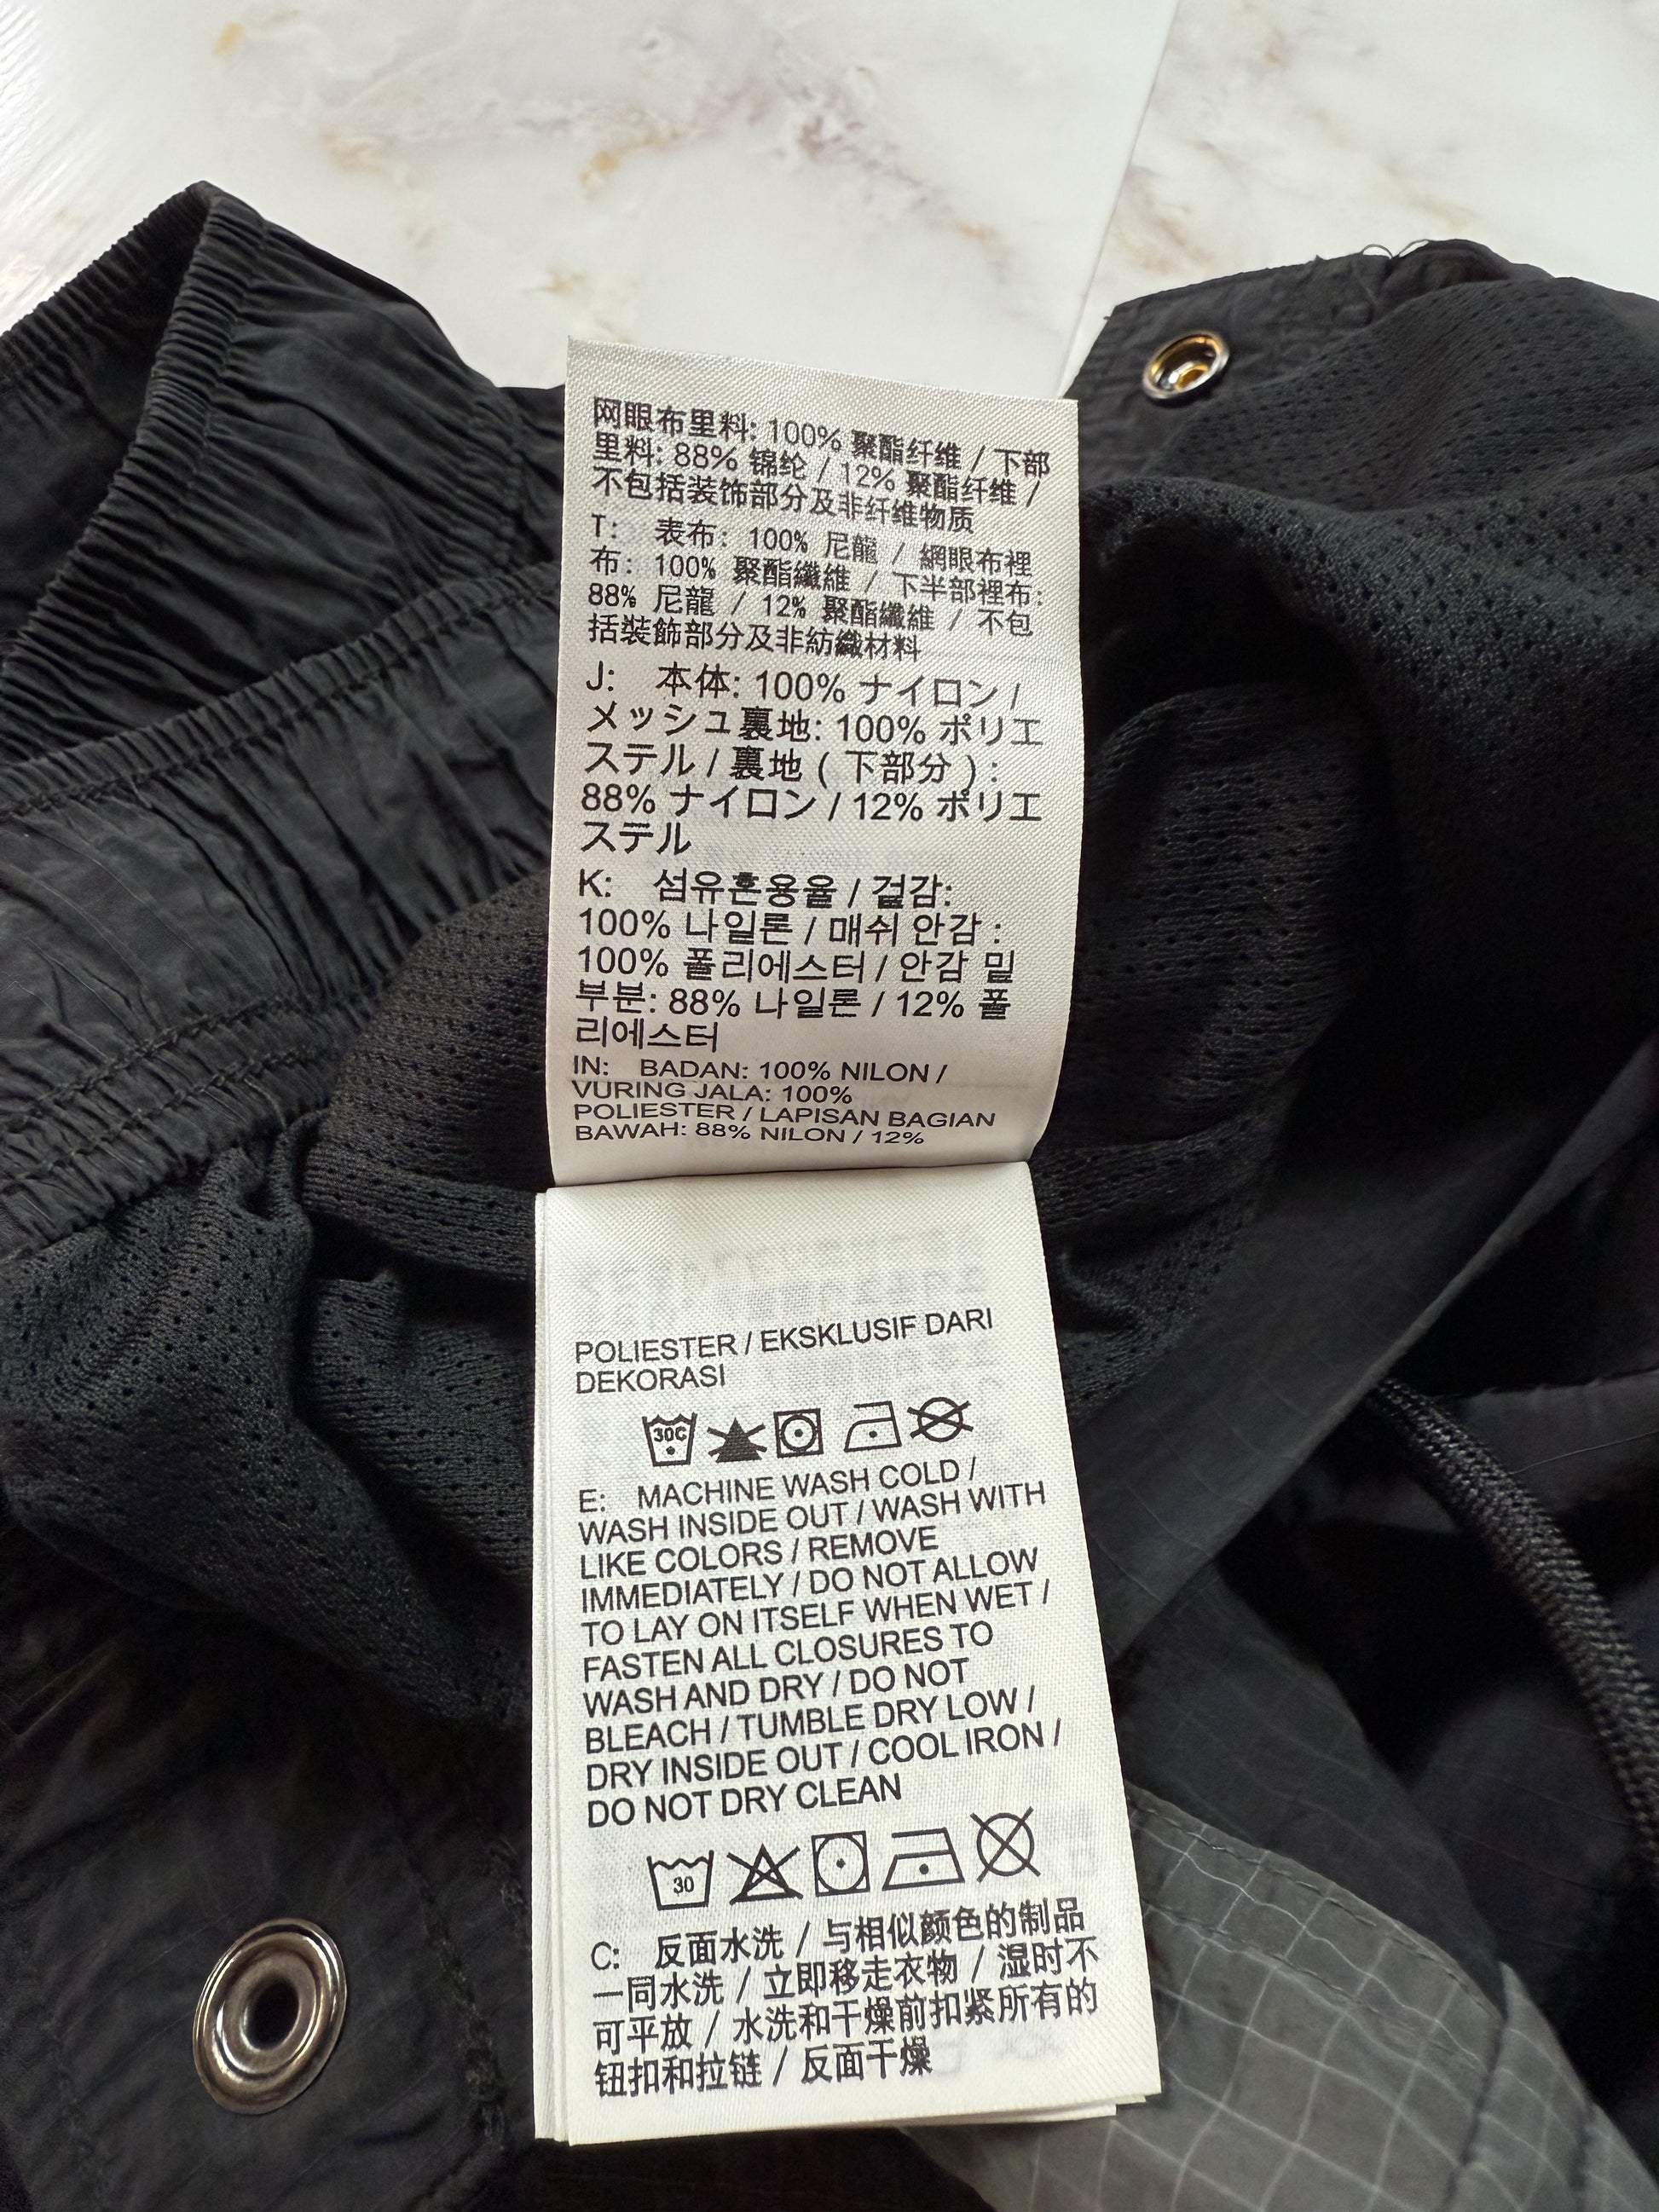 网眼布里料: 100% 聚酯纤维 / 下部
里料: 88% 锦纶 / 12% 聚酯纤维 /
不包括装饰部分及非纤维物质
T: 表布: 100% 尼龍 / 網眼布裡
布: 100% 聚酯纖維 / 下半部裡布:
88% 尼龍 / 12% 聚酯纖維 / 不包
括裝飾部分及非紡織材料
J: 本体: 100% ナイロン /
メッシュ裏地: 100% ポリエ
ステル / 裏地 ( 下部分 ) :
88% ナイロン / 12% ポリエ
ステル
K: 섬유혼용율 / 겉감:
100% 나일론 / 매쉬 안감 :
100% 폴리에스터 / 안감 밑
부분: 88% 나일론 / 12% 폴
리에스터
IN: BADAN: 100% NILON /
VURING JALA: 100%
POLIESTER / LAPISAN BAGIAN
BAWAH: 88% NILON / 12%
POLIESTER / EKSKLUSIF DARI
DEKORASI
30C
E: MACHINE WASH COLD /
WASH INSIDE OUT / WASH WITH
LIKE COLORS / REMOVE
IMMEDIATELY / DO NOT ALLOW
TO LAY ON ITSELF WHEN WET /
FASTEN ALL CLOSURES TO
WASH AND DRY / DO NOT
BLEACH / TUMBLE DRY LOW /
DRY INSIDE OUT / COOL IRON /
DO NOT DRY CLEAN
30
C: 反面水洗 / 与相似颜色的制品
一同水洗 / 立即移走衣物 / 湿时不
可平放 / 水洗和干燥前扣紧所有的
钮扣和拉链 / 反面干燥